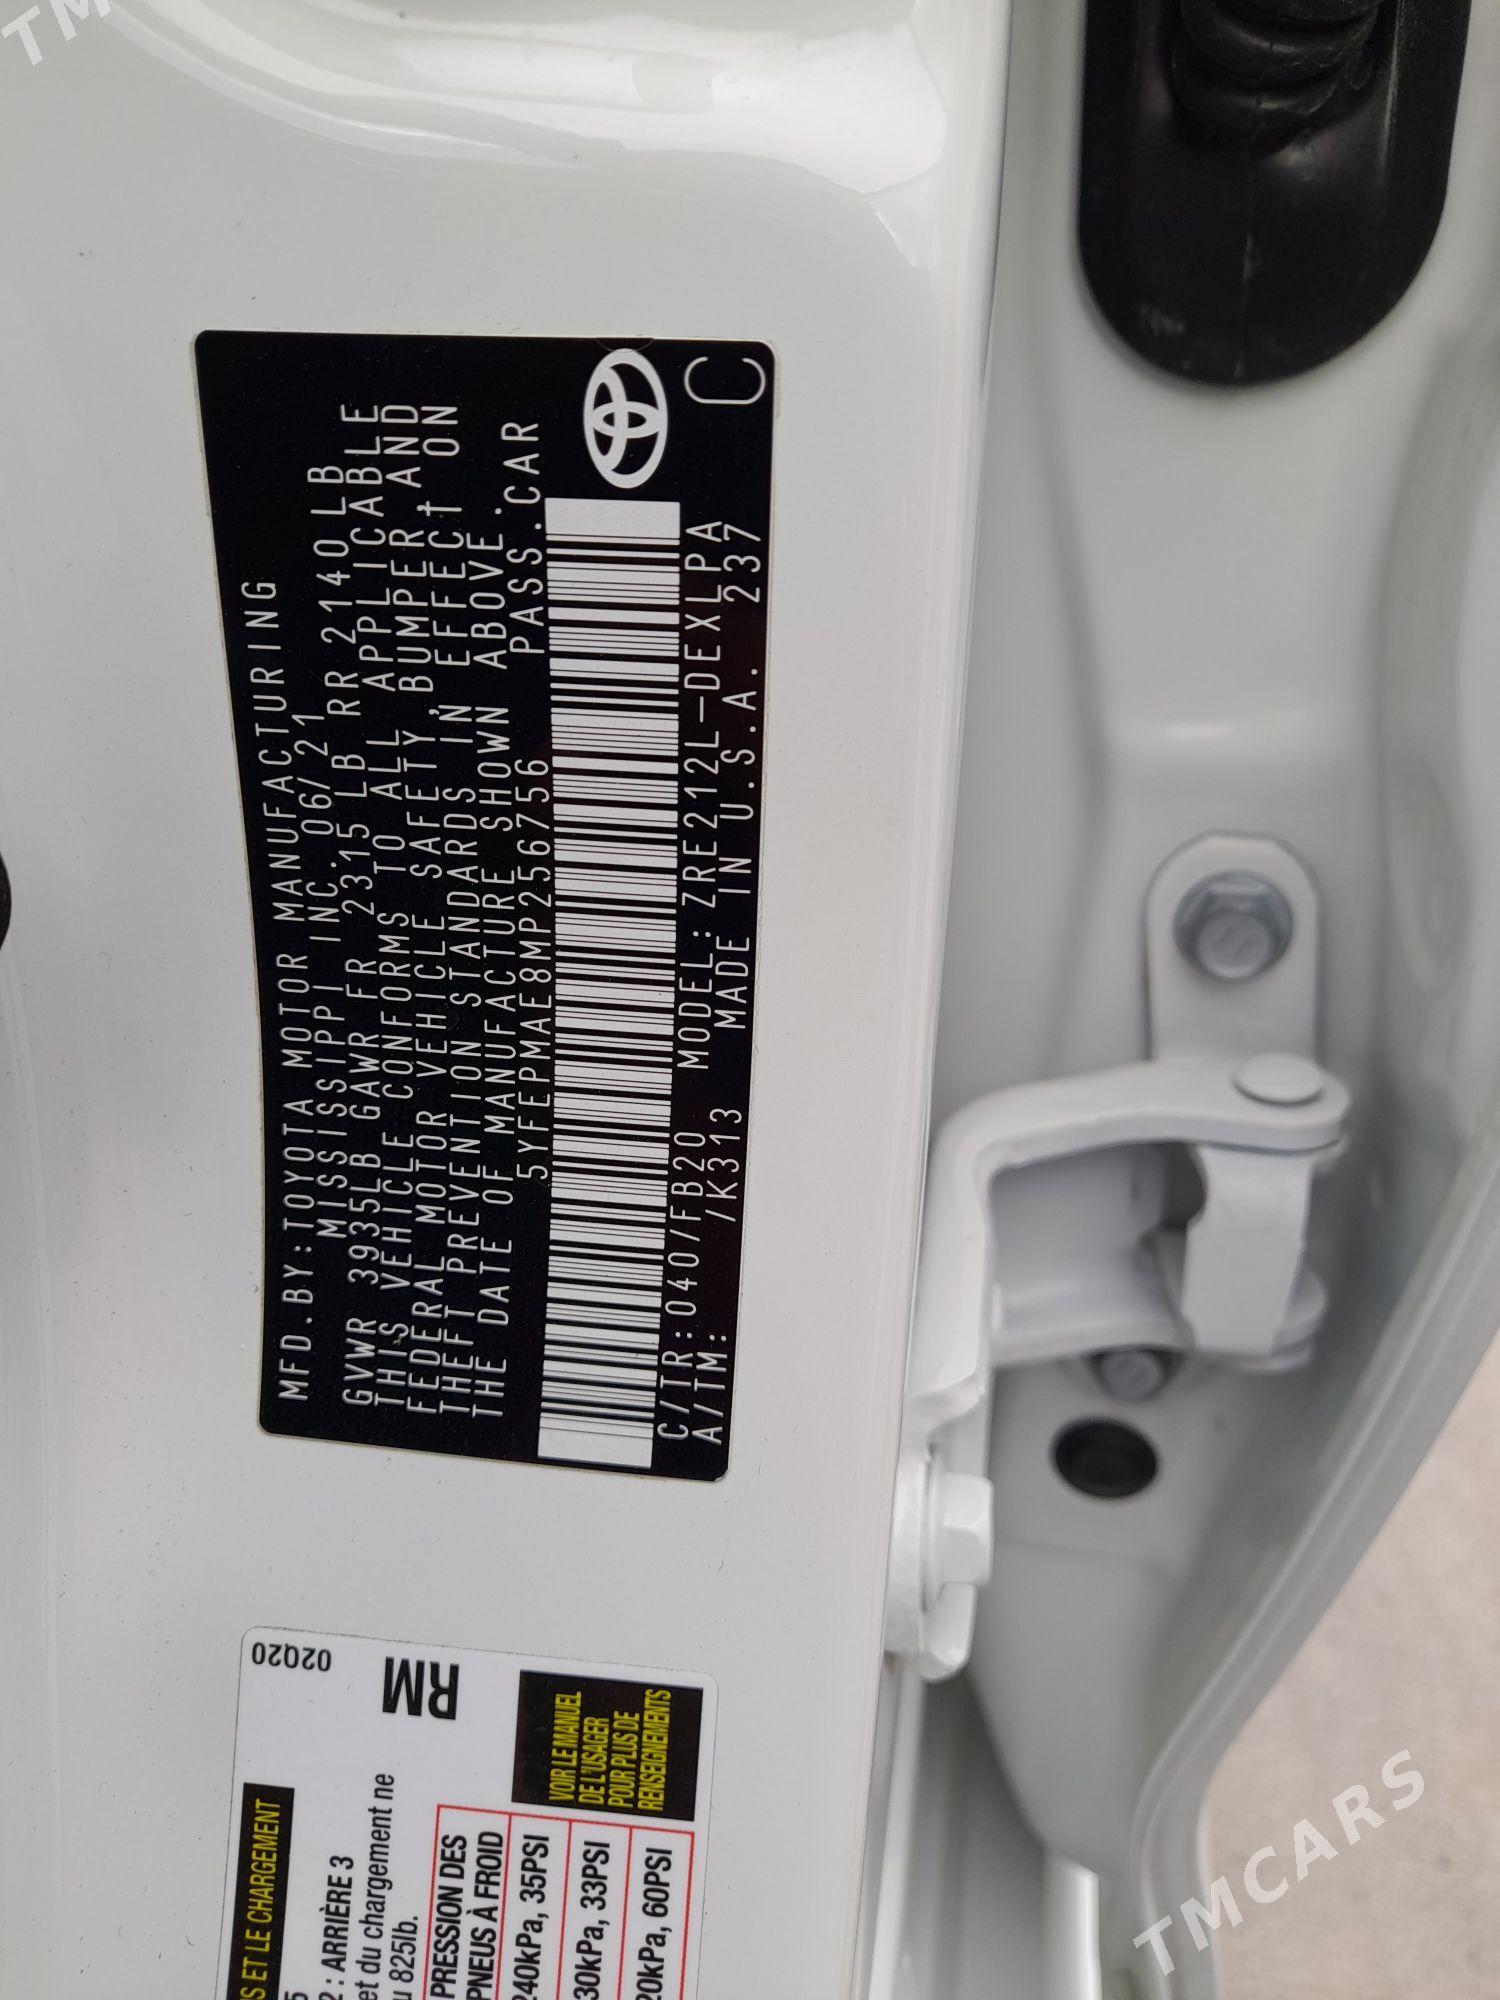 MFD.BY:TOYOTA MOTOR MANUFACTURING
MISSISSIPPI INC. 06/21
GVWR 3935LB GAWR FR 2315LB RR 2140LB
THIS VEHICLE CONFORMS TO ALL APPLICABLE
FEDERAL MOTOR VEHICLE SAFETY, BUMPER, AND
THEFT PREVENTION STANDARDS IN EFFECT ON
THE DATE OF MANUFACTURE SHOWN ABOVE.
5YFEPMAE8MP256756 PASS.CAR
C/TR:040/FB20 MODEL:ZRE212L-DEXLPA
A/TM: /K313 MADE IN U.S.A. 237
C
02Q20
RM
ET LE CHARGEMENT
: ARRIÈRE 3
et du chargement ne
825lb.
PRESSION DES
PNEUS À FROID
240kPa, 35PSI
30kPa, 33PSI
20kPa, 60PSI
VOIR LE MANUEL
DE L'USAGER
POUR PLUS DE
RENSEIGNEMENTS
TMCARS